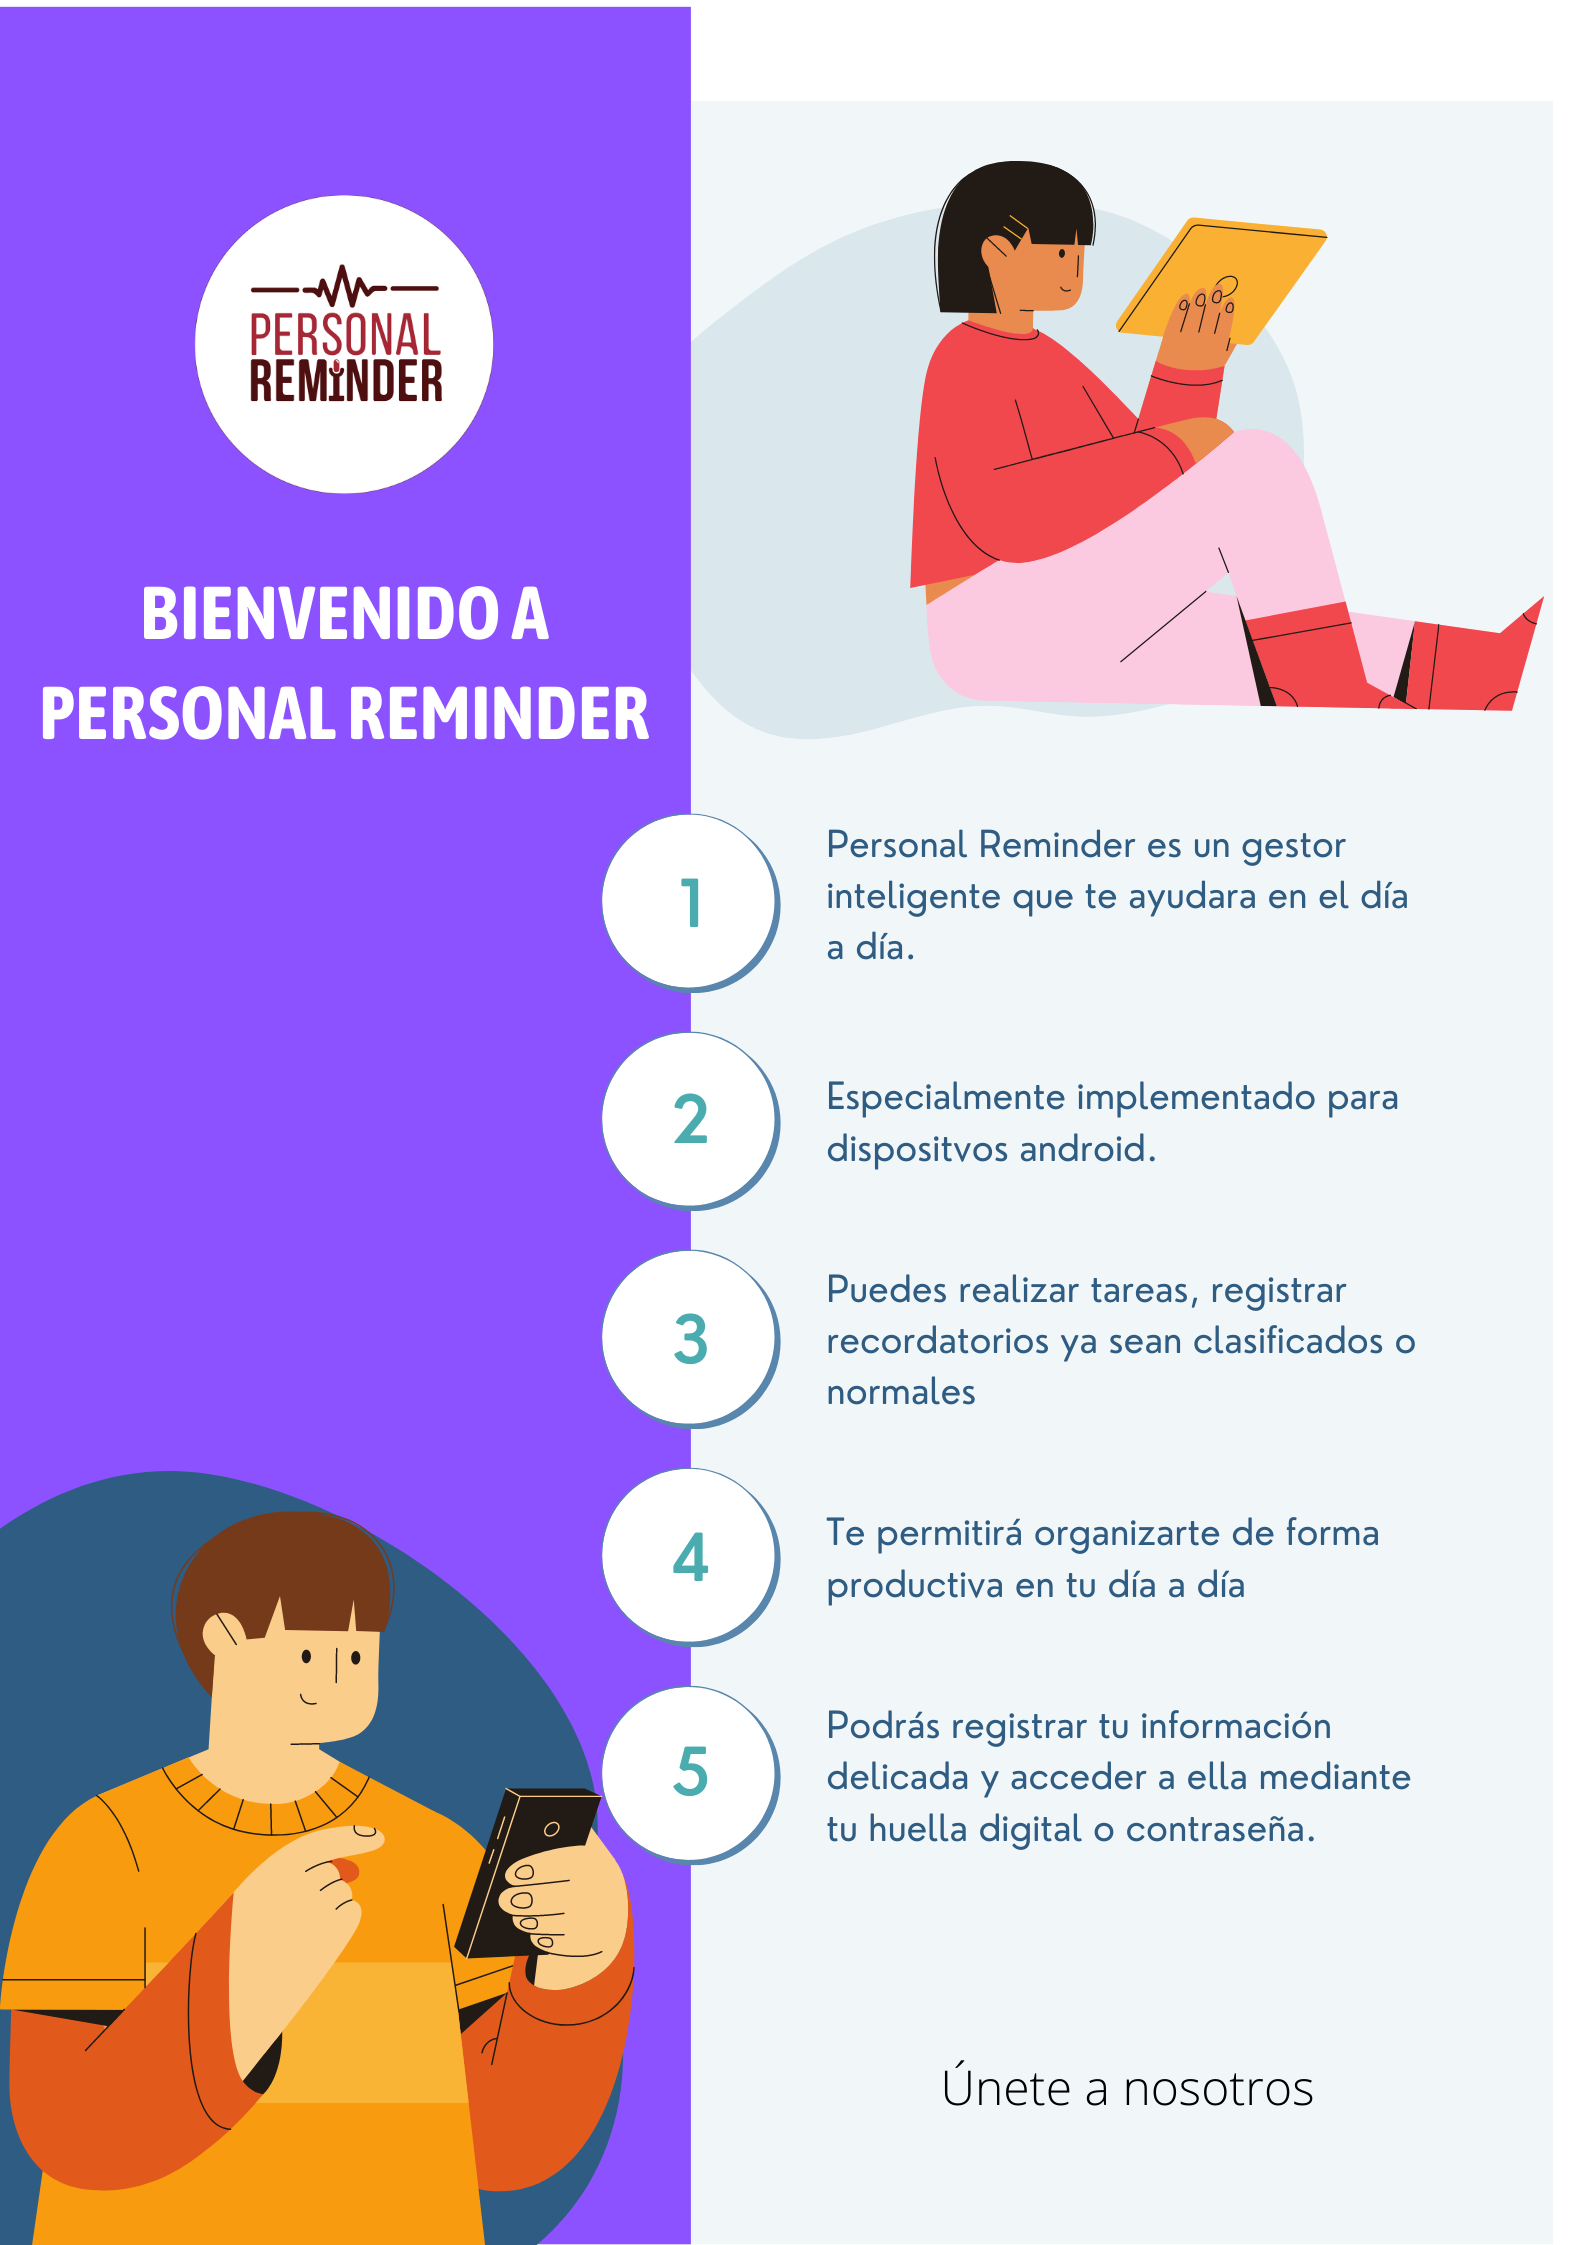 PERSONAL
REMINDER
BIENVENIDO A
PERSONAL REMINDER
1
Personal Reminder es un gestor
inteligente que te ayudara en el día
a día.
2
Especialmente implementado para
dispositvos android.
3
Puedes realizar tareas, registrar
recordatorios ya sean clasificados o
normales
4
Te permitirá organizarte de forma
productiva en tu día a día
5
Podrás registrar tu información
delicada y acceder a ella mediante
tu huella digital o contraseña.
Únete a nosotros